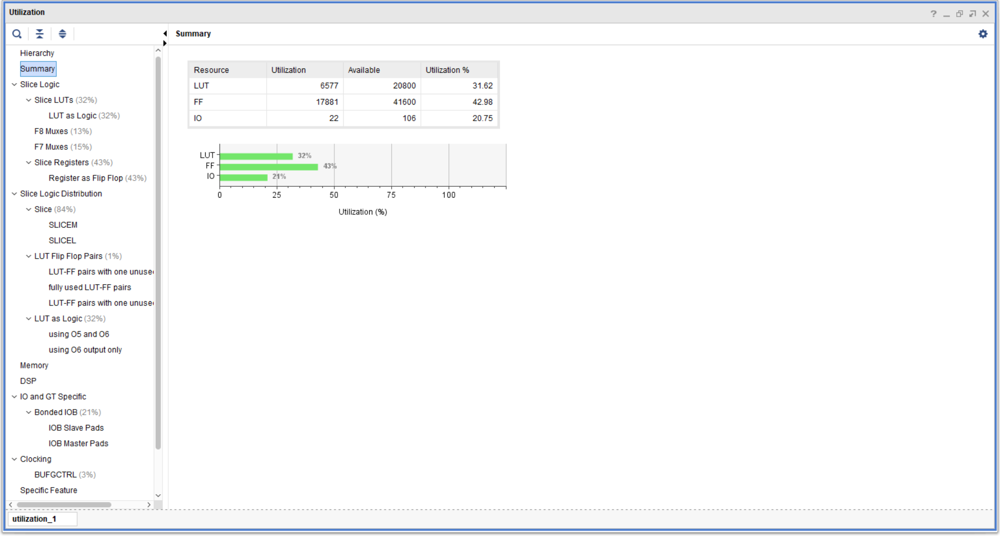 Utilization
Summary
Hierarchy
Summary
Slice Logic
Slice LUTs (32%)
LUT as Logic (32%)
F8 Muxes (13%)
F7 Muxes (15%)
Slice Registers (43%)
Register as Flip Flop (43%)
Slice Logic Distribution
Slice (84%)
SLICEM
SLICEL
LUT Flip Flop Pairs (1%)
LUT-FF pairs with one unused
fully used LUT-FF pairs
LUT-FF pairs with one unused
LUT as Logic (32%)
using O5 and O6
using O6 output only
Memory
DSP
IO and GT Specific
Bonded IOB (21%)
IOB Slave Pads
IOB Master Pads
Clocking
BUFGCTRL (3%)
Specific Feature
Resource Utilization Available Utilization %
LUT 6577 20800 31.62
FF 17881 41600 42.98
IO 22 106 20.75
LUT 32%
FF 43%
IO 21%
0 25 50 75 100
Utilization (%)
utilization_1